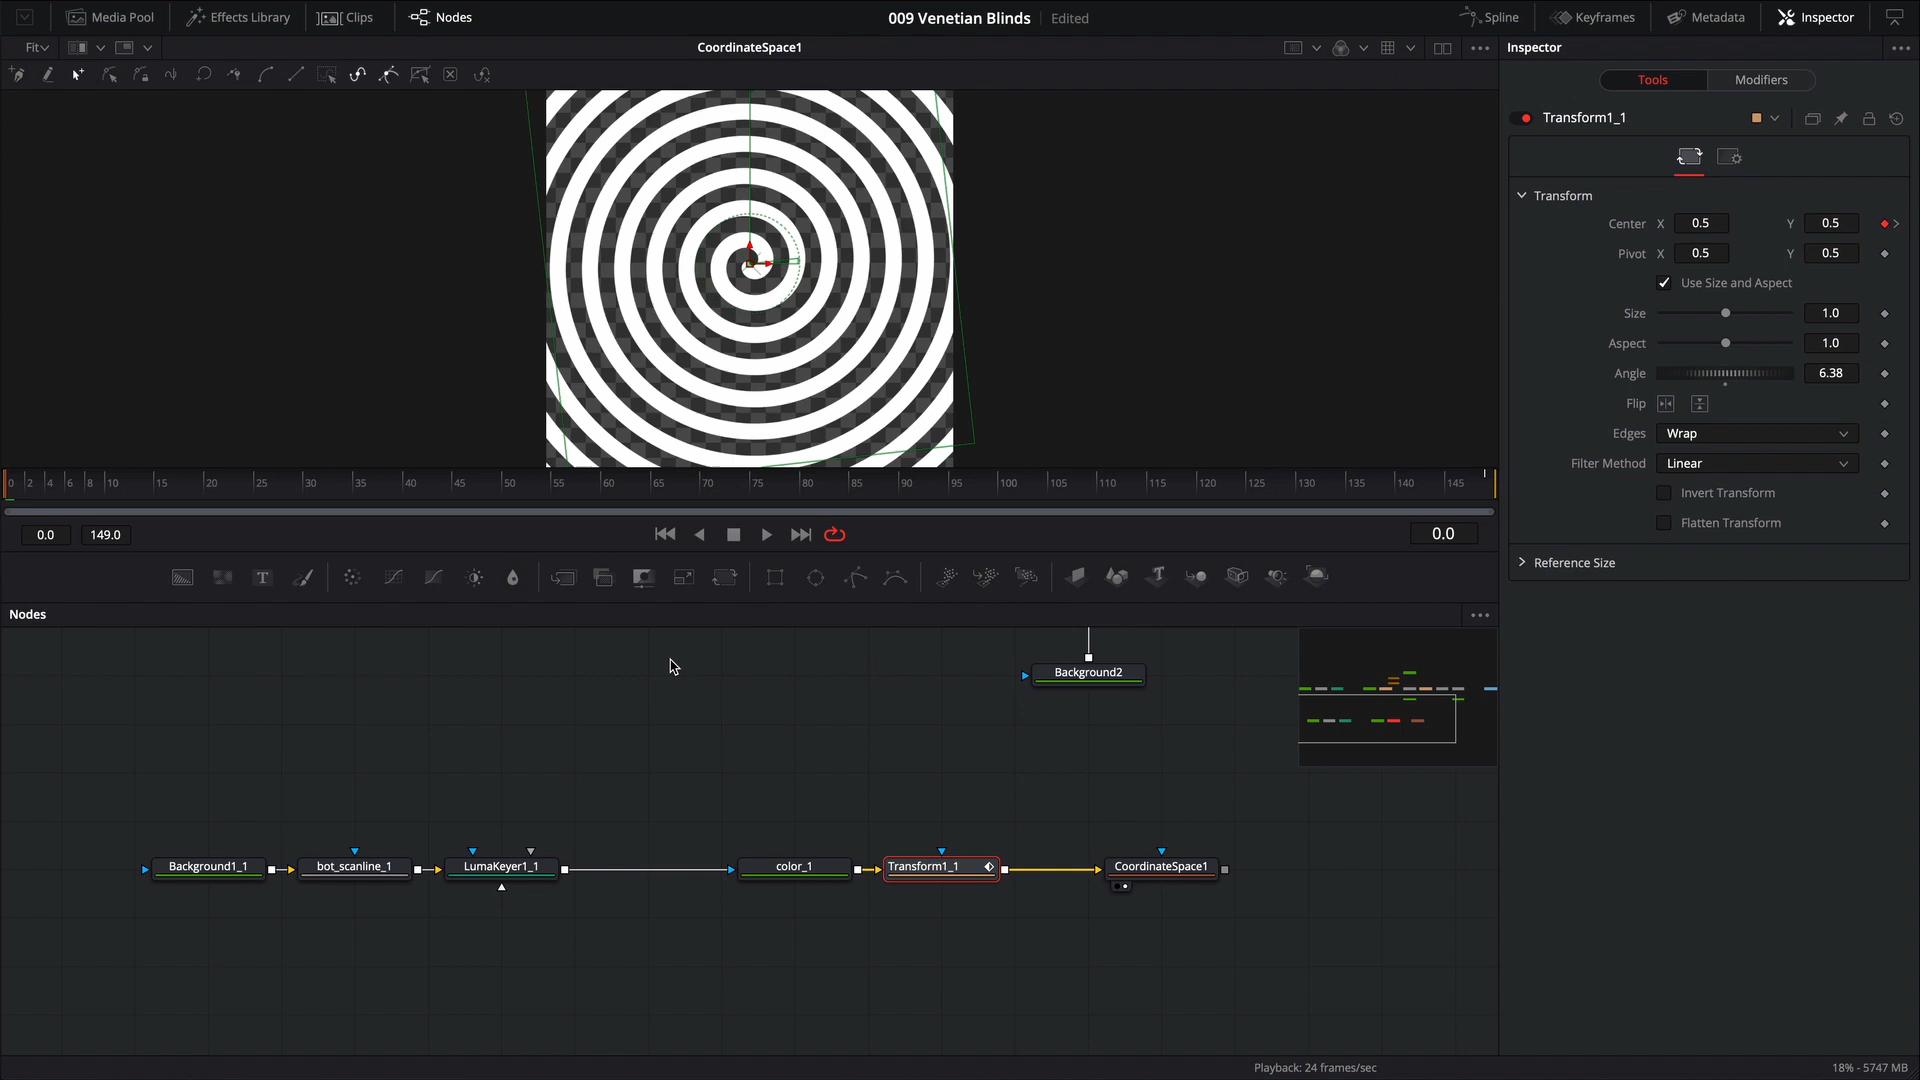 Media Pool
Effects Library
Clips
Nodes
009 Venetian Blinds
Edited
Spline
Keyframes
Metadata
Inspector
Fit
CoordinateSpace1
Inspector
Tools
Modifiers
Transform1_1
Transform
Center X 0.5 Y 0.5
Pivot X 0.5 Y 0.5
Use Size and Aspect
Size 1.0
Aspect 1.0
Angle 6.38
Flip
Edges Wrap
Filter Method Linear
Invert Transform
Flatten Transform
Reference Size
0 2 4 6 8 10 15 20 25 30 35 40 45 50 55 60 65 70 75 80 85 90 95 100 105 110 115 120 125 130 135 140 145
0.0 149.0
0.0
T
T
Nodes
Background2
Background1_1
bot_scanline_1
LumaKeyer1_1
color_1
Transform1_1
CoordinateSpace1
Playback: 24 frames/sec
18% - 5747 MB